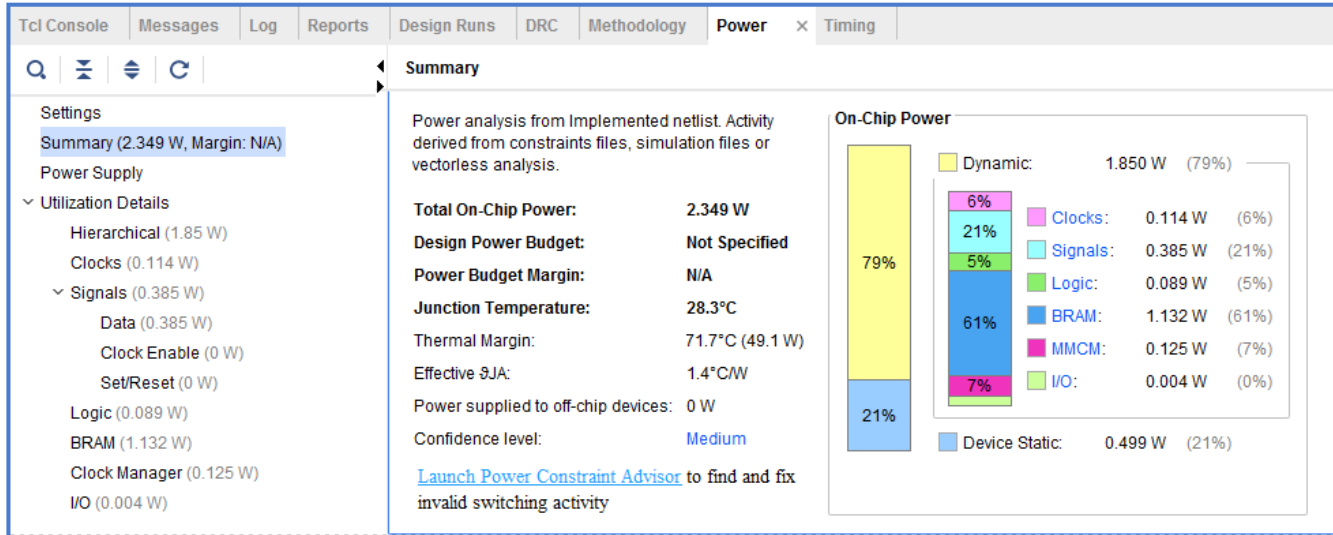 Tcl Console Messages Log Reports Design Runs DRC Methodology Power × Timing
Summary
Settings
Summary (2.349 W, Margin: N/A)
Power Supply
Utilization Details
Hierarchical (1.85 W)
Clocks (0.114 W)
Signals (0.385 W)
Data (0.385 W)
Clock Enable (0 W)
Set/Reset (0 W)
Logic (0.089 W)
BRAM (1.132 W)
Clock Manager (0.125 W)
I/O (0.004 W)
Power analysis from Implemented netlist. Activity
derived from constraints files, simulation files or
vectorless analysis.
Total On-Chip Power: 2.349 W
Design Power Budget: Not Specified
Power Budget Margin: N/A
Junction Temperature: 28.3°C
Thermal Margin: 71.7°C (49.1 W)
Effective ϑJA: 1.4°C/W
Power supplied to off-chip devices: 0 W
Confidence level: Medium
Launch Power Constraint Advisor to find and fix
invalid switching activity
On-Chip Power
79%
21%
Dynamic: 1.850 W (79%)
6%
21%
5%
61%
7%
Clocks: 0.114 W (6%)
Signals: 0.385 W (21%)
Logic: 0.089 W (5%)
BRAM: 1.132 W (61%)
MMCM: 0.125 W (7%)
I/O: 0.004 W (0%)
Device Static: 0.499 W (21%)